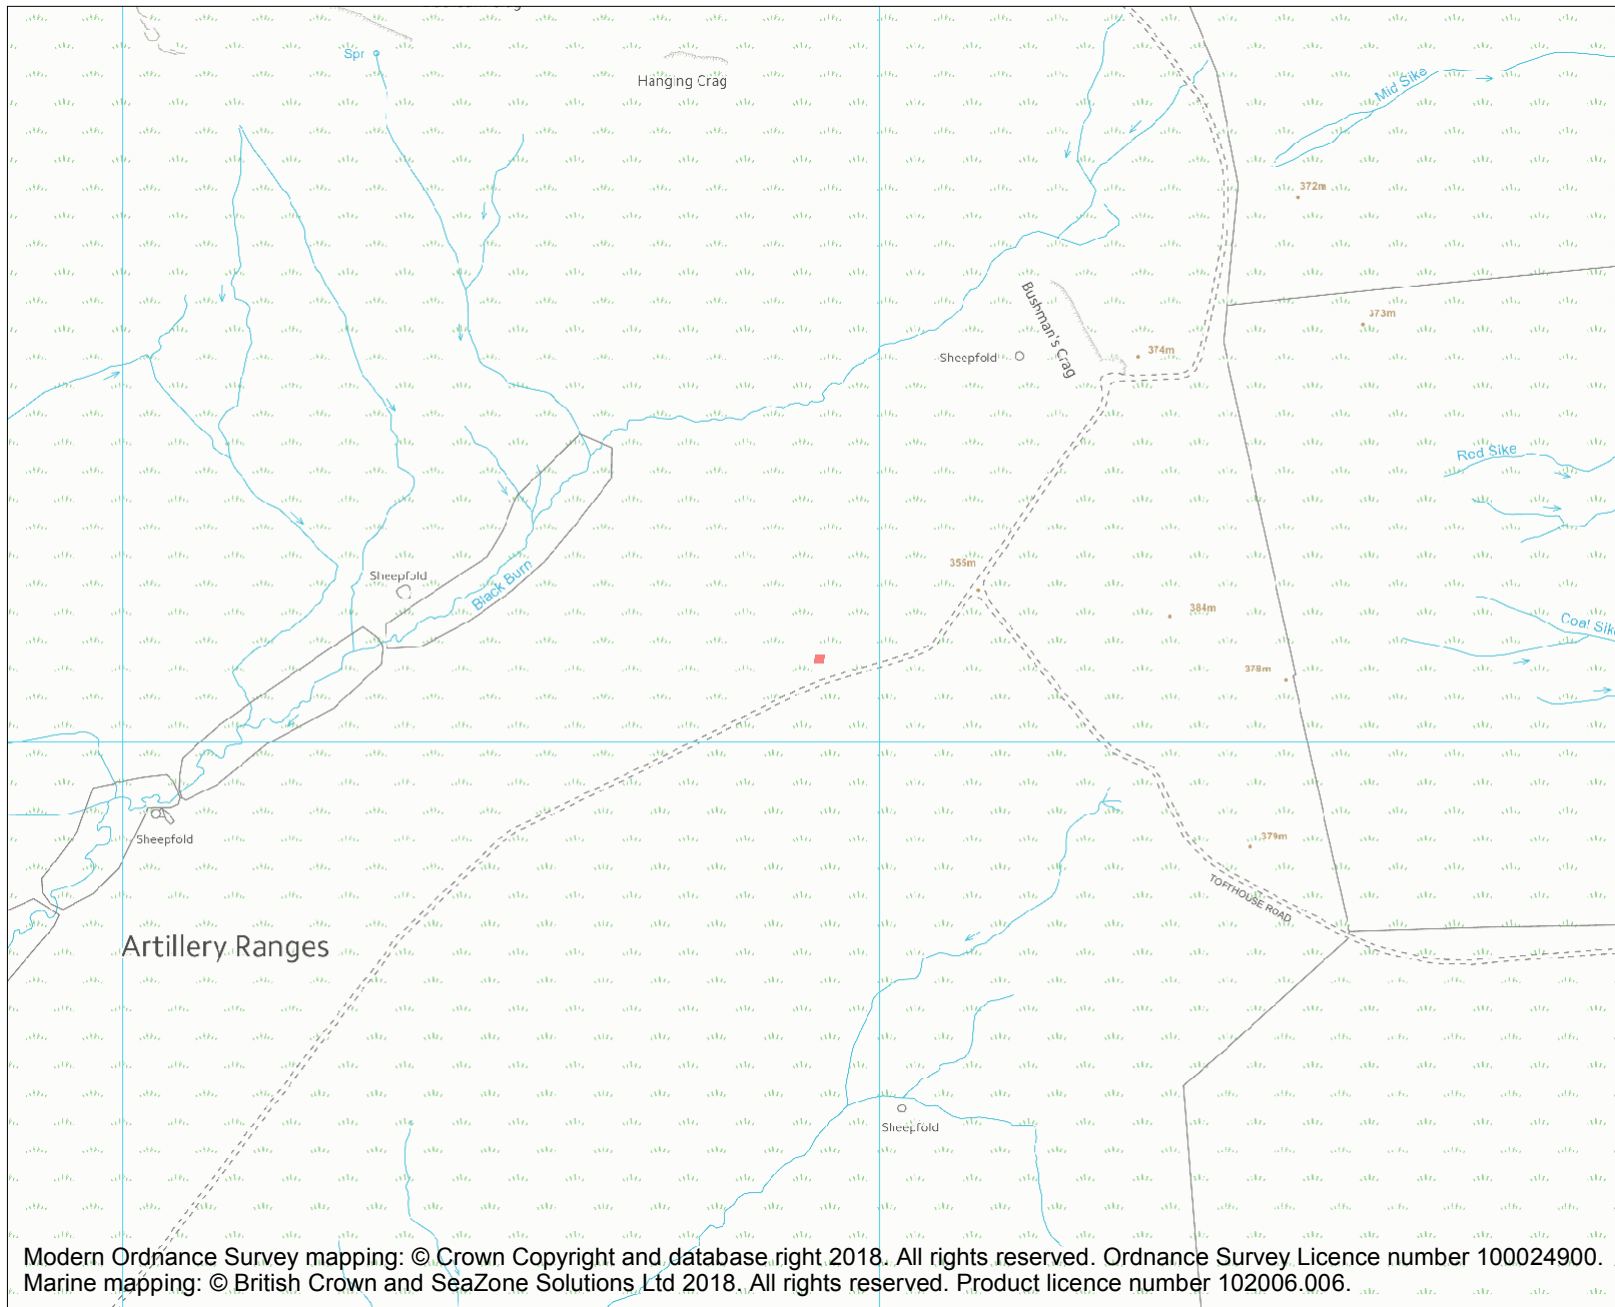 Spr
Hanging Crag
Mid Sike
372m
373m
Bushman's Crag
Sheepfold
374m
Red Sike
355m
Sheepfold
Black Burn
384m
Coal Sike
378m
Sheepfold
379m
TOFTHOUSE ROAD
Artillery Ranges
Sheepfold
Modern Ordnance Survey mapping: © Crown Copyright and database right 2018. All rights reserved. Ordnance Survey Licence number 100024900.
Marine mapping: © British Crown and SeaZone Solutions Ltd 2018. All rights reserved. Product licence number 102006.006.